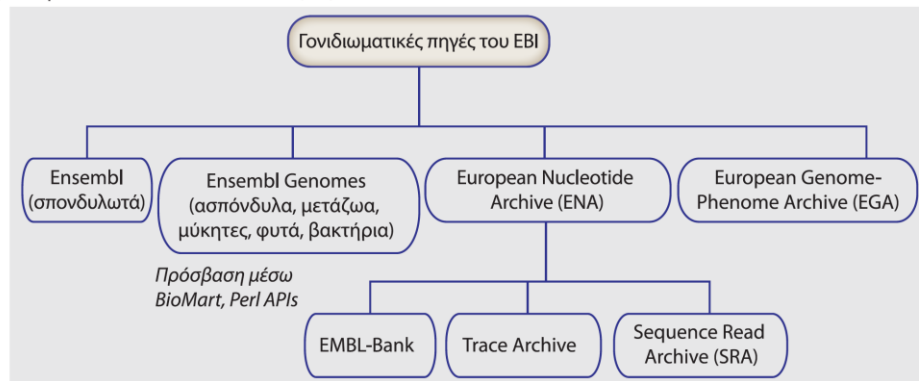 Γονιδιωματικές πηγές του EBI
Ensembl
(σπονδυλωτά)
Ensembl Genomes
(ασπόνδυλα, μετάζωα,
μύκητες, φυτά, βακτήρια)
European Nucleotide
Archive (ENA)
European Genome-
Phenome Archive (EGA)
Πρόσβαση μέσω
BioMart, Perl APIs
EMBL-Bank
Trace Archive
Sequence Read
Archive (SRA)